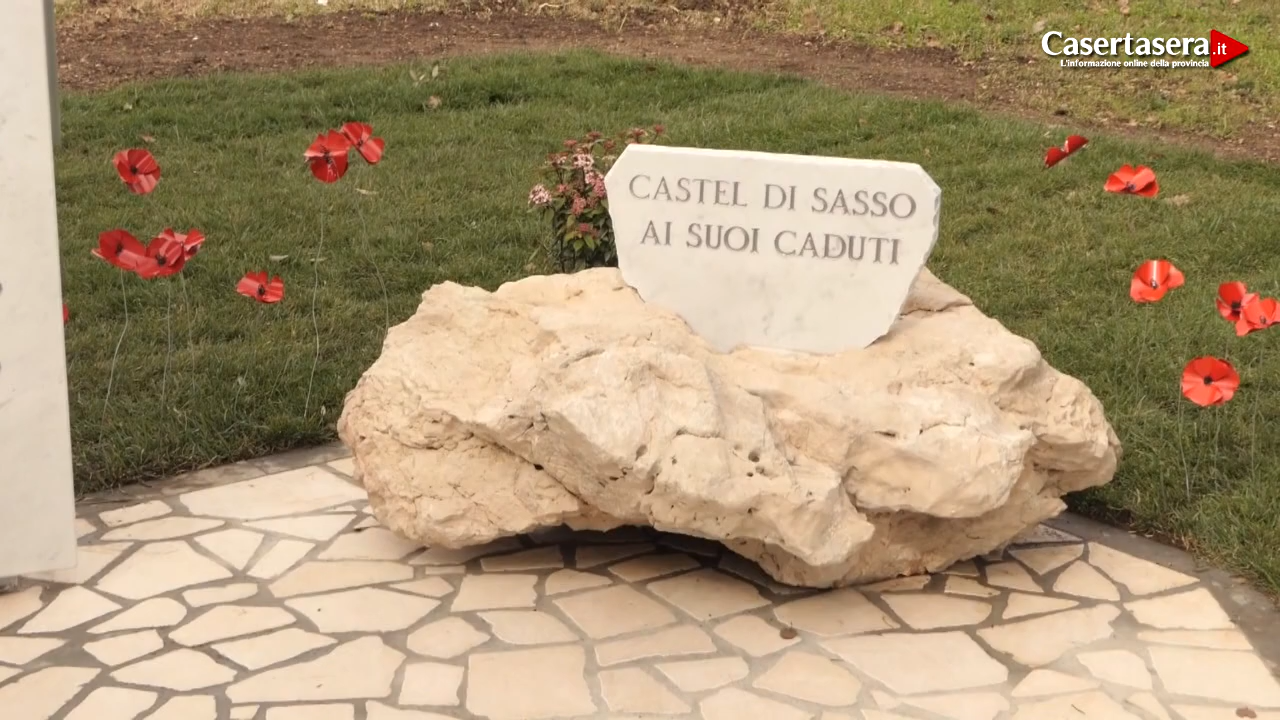 Casertasera.it
L'informazione online della provincia
CASTEL DI SASSO
AI SUOI CADUTI